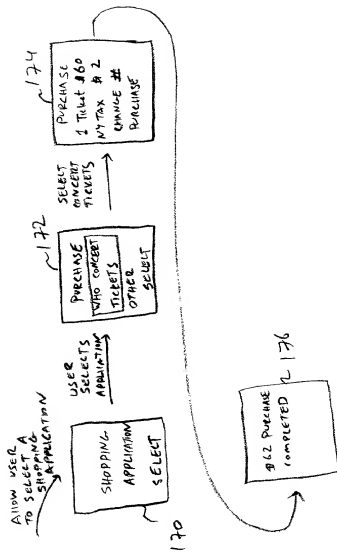 ALLOW USER
TO SELECT A
SHOPPING
APPLICATION
SHOPPING
APPLICATION
SELECT
170
USER
SELECTS
APPLICATION
PURCHASE
WHO CONCERT
TICKETS
OTHER
SELECT
172
SELECT
CONCERT
TICKETS
PURCHASE
1 Ticket $60
NY TAX $2
CHANGE #
PURCHASE
174
$62 PURCHASE
COMPLETED
176